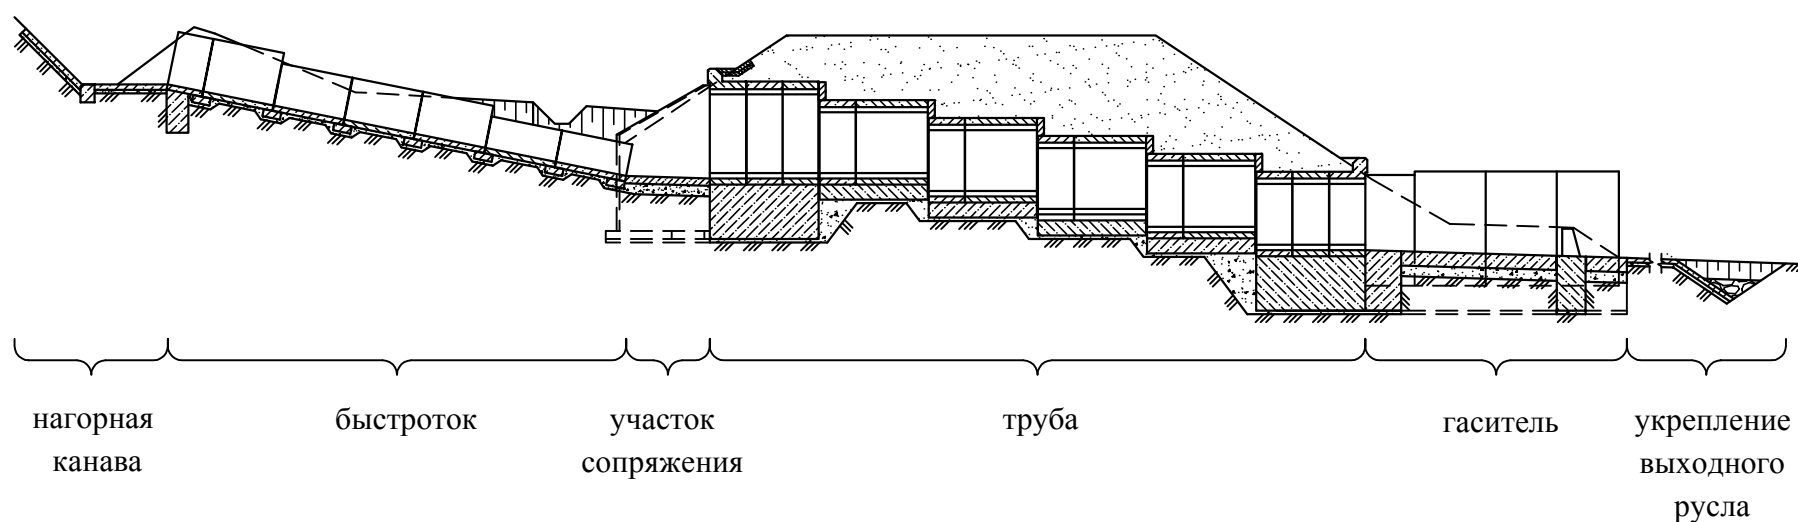 нагорная
канава
быстроток
участок
сопряжения
труба
гаситель
укрепление
выходного
русла